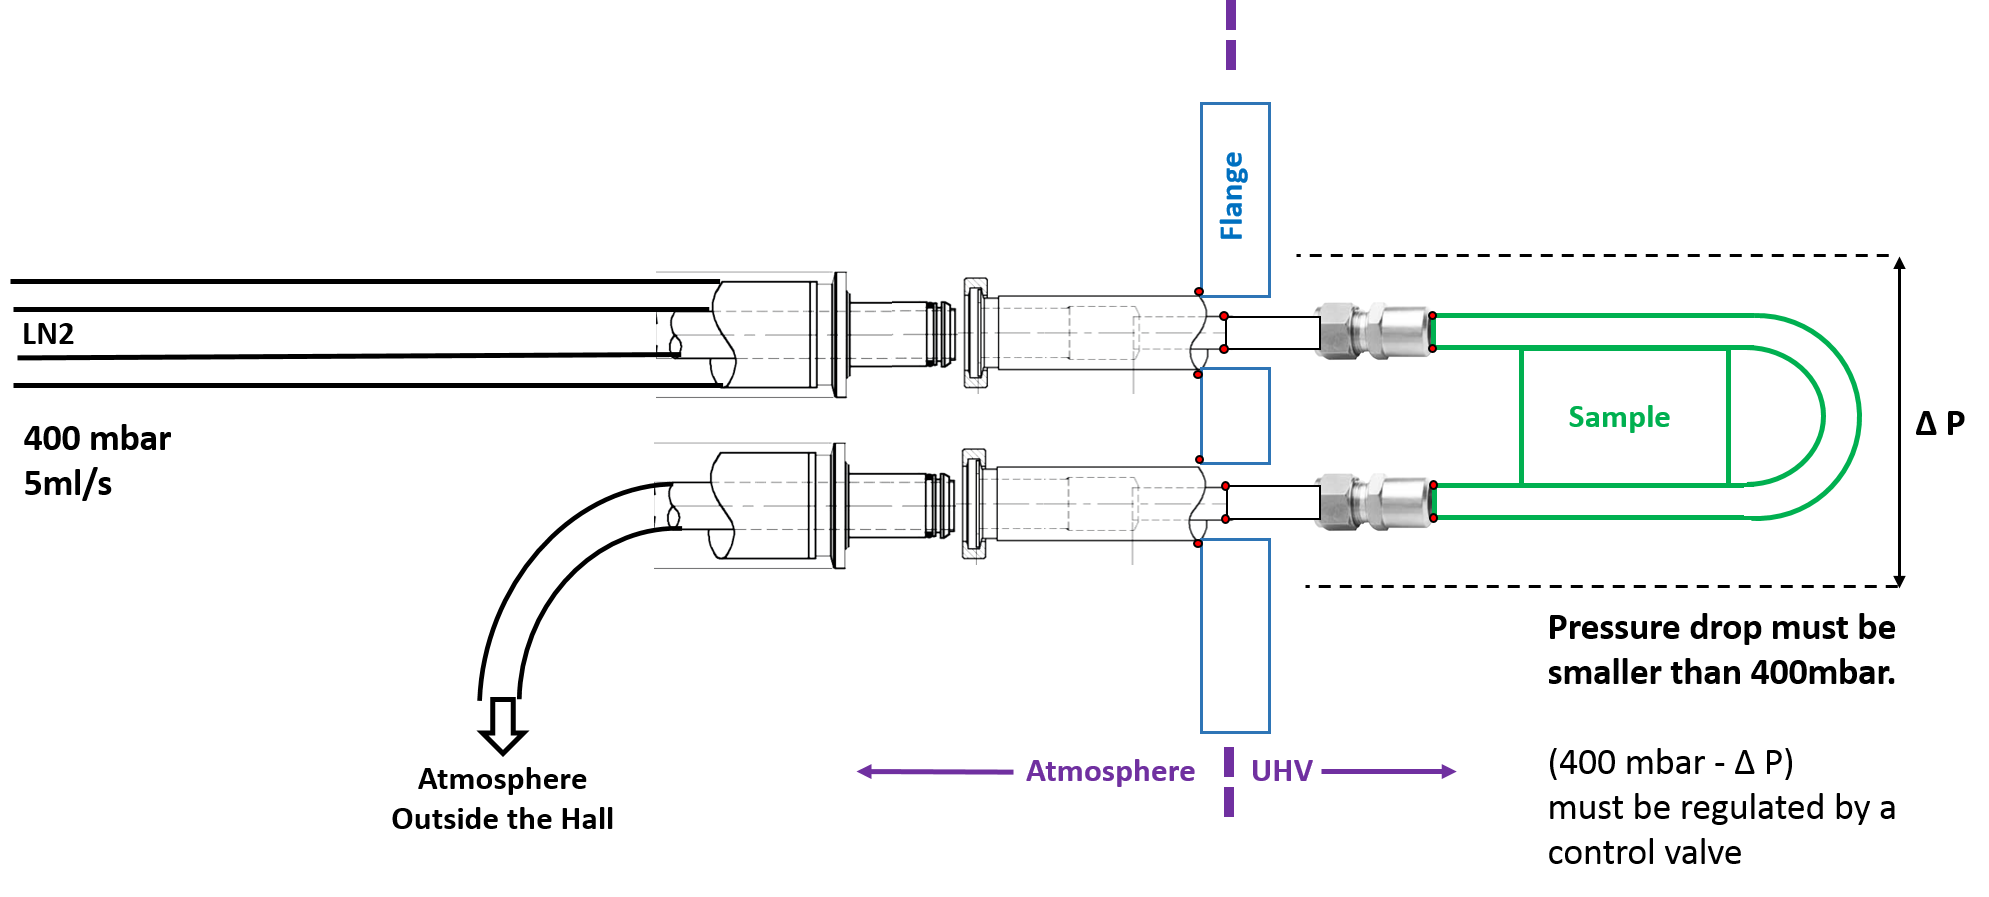 Flange
LN2
400 mbar
5ml/s
Sample
Δ P
Pressure drop must be
smaller than 400mbar.
(400 mbar - Δ P)
must be regulated by a
control valve
Atmosphere
UHV
Atmosphere
Outside the Hall